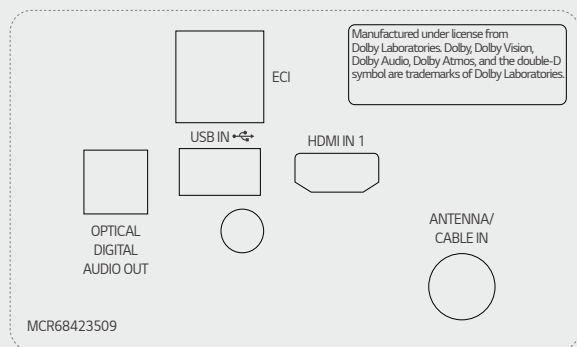 Manufactured under license from
Dolby Laboratories. Dolby, Dolby Vision,
Dolby Audio, Dolby Atmos, and the double-D
symbol are trademarks of Dolby Laboratories.
ECI
USB IN
HDMI IN 1
OPTICAL
DIGITAL
AUDIO OUT
ANTENNA/
CABLE IN
MCR68423509